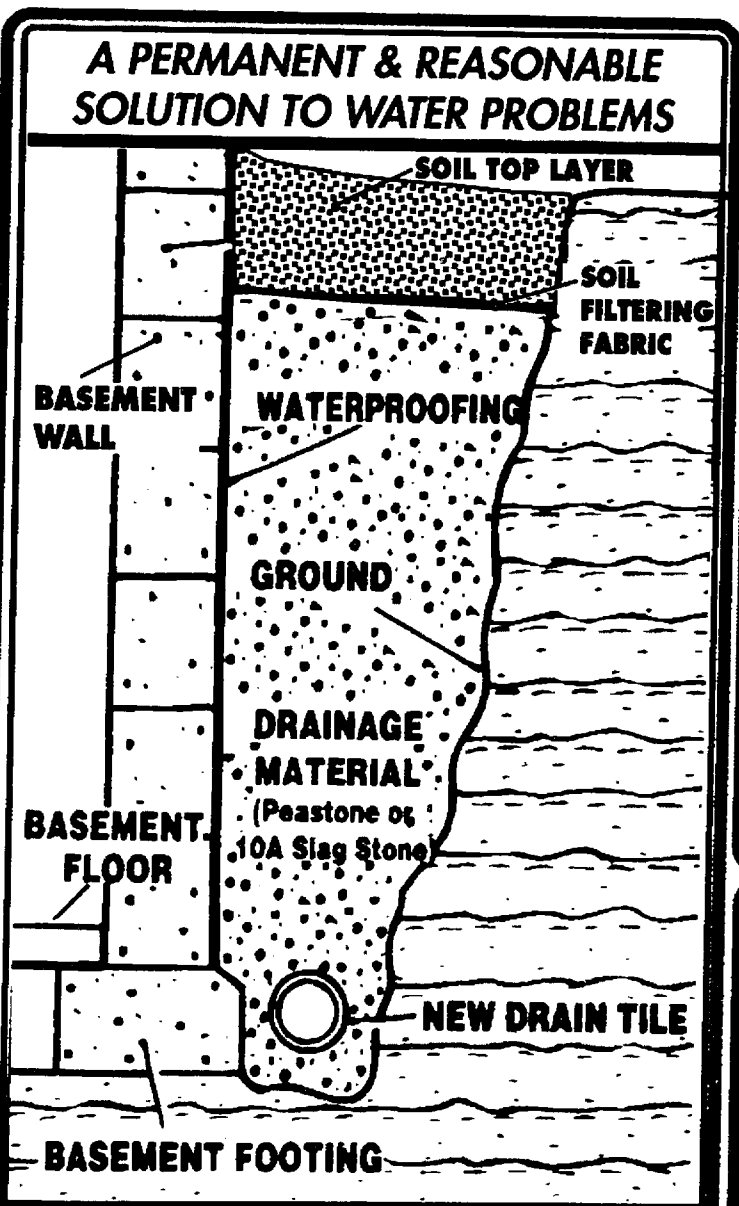 A PERMANENT & REASONABLE
SOLUTION TO WATER PROBLEMS
SOIL TOP LAYER
SOIL
FILTERING
FABRIC
BASEMENT
WALL
WATERPROOFING
GROUND
DRAINAGE
MATERIAL
(Peastone or
10A Slag Stone)
BASEMENT
FLOOR
NEW DRAIN TILE
BASEMENT FOOTING